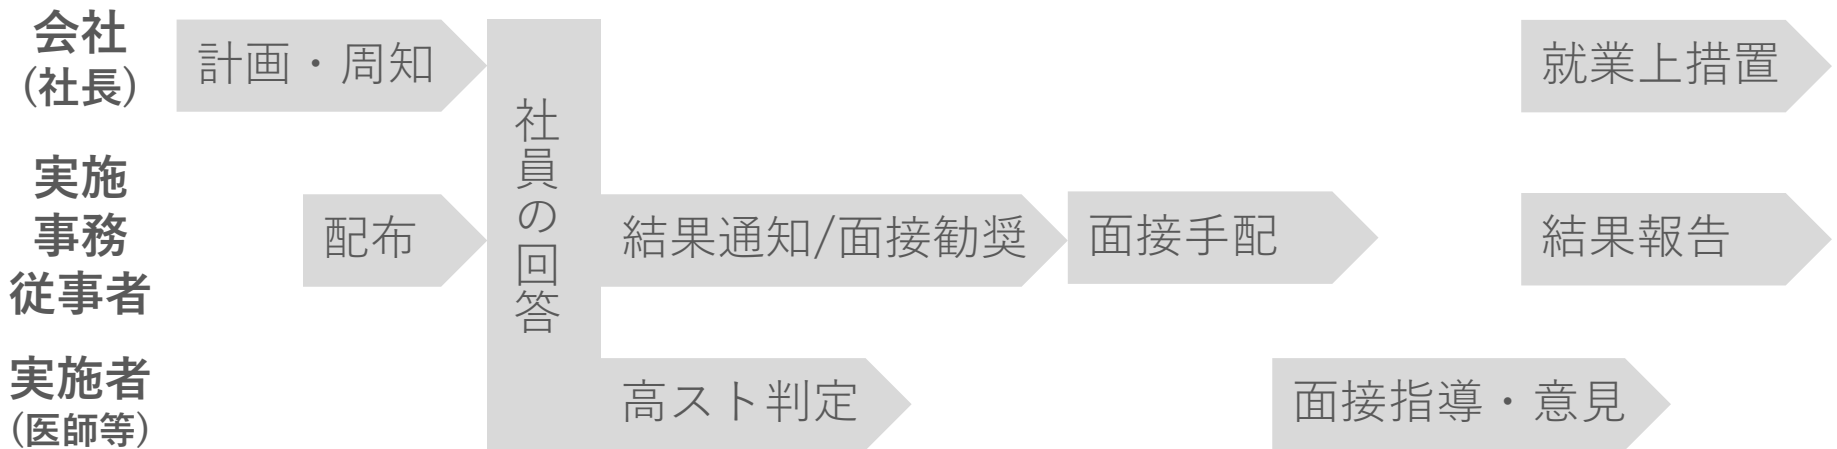 会社
(社長)
計画・周知
就業上措置
社員の回答
実施
事務
従事者
配布
結果通知/面接勧奨
面接手配
結果報告
実施者
(医師等)
高スト判定
面接指導・意見